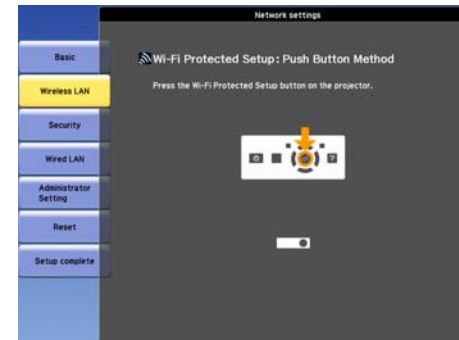 Network settings
Basic
Wireless LAN
Security
Wired LAN
Administrator
Setting
Reset
Setup complete
Wi-Fi Protected Setup: Push Button Method
Press the Wi-Fi Protected Setup button on the projector.
?